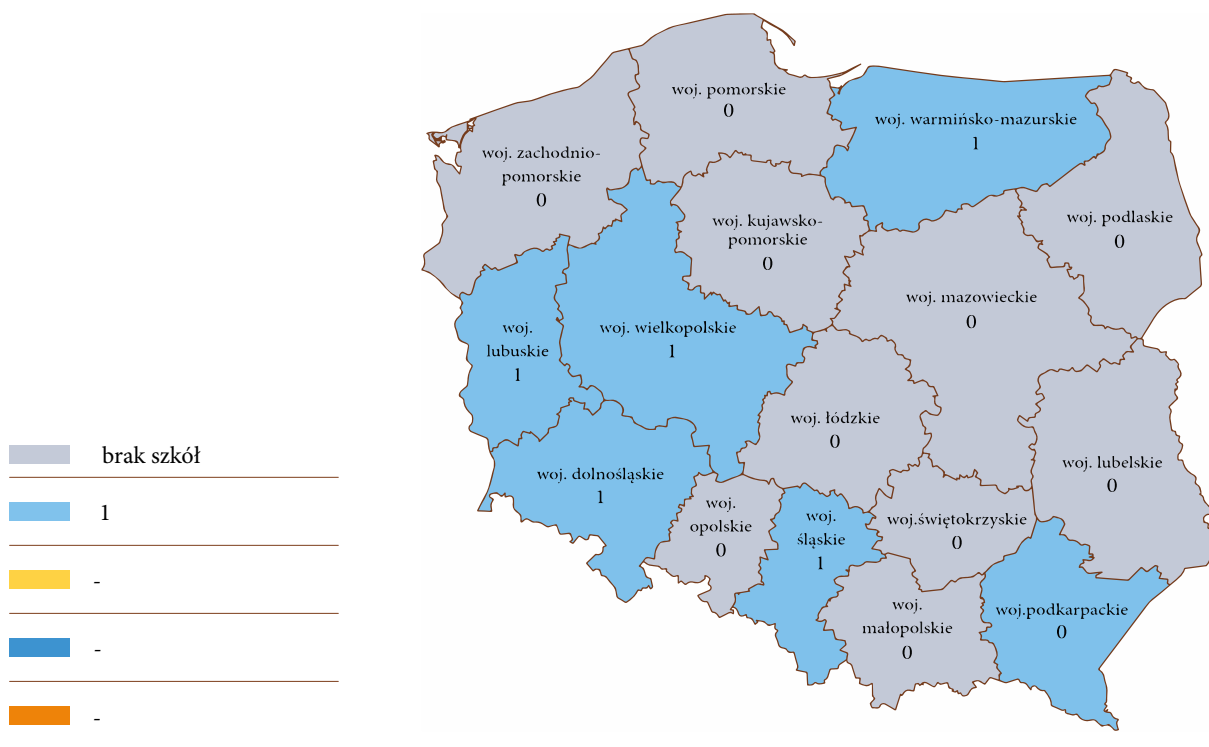 woj. pomorskie
0
woj. warmińsko-mazurskie
1
woj. zachodnio-
pomorskie
0
woj. podlaskie
0
woj. kujawsko-
pomorskie
0
woj. mazowieckie
0
woj.
lubuskie
1
woj. wielkopolskie
1
woj. łódzkie
0
woj. lubelskie
0
woj. dolnośląskie
1
woj.
opolskie
0
woj.
śląskie
1
woj.świętokrzyskie
0
woj.
małopolskie
0
woj.podkarpackie
0
brak szkół
1
-
-
-